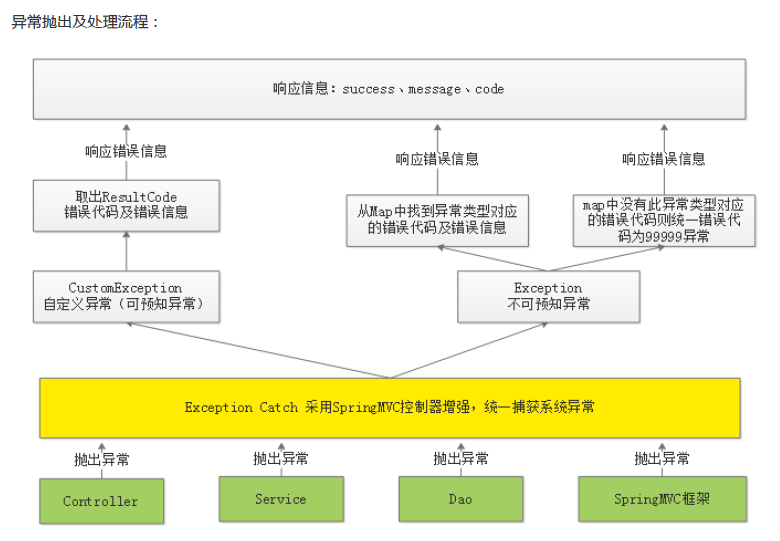 异常抛出及处理流程：
响应信息：success、message、code
响应错误信息
响应错误信息
响应错误信息
取出ResultCode
错误代码及错误信息
从Map中找到异常类型对应
的错误代码及错误信息
map中没有此异常类型对应
的错误代码则统一错误代
码为99999异常
CustomException
自定义异常（可预知异常）
Exception
不可预知异常
Exception Catch 采用SpringMVC控制器增强，统一捕获系统异常
抛出异常
抛出异常
抛出异常
抛出异常
Controller
Service
Dao
SpringMVC框架